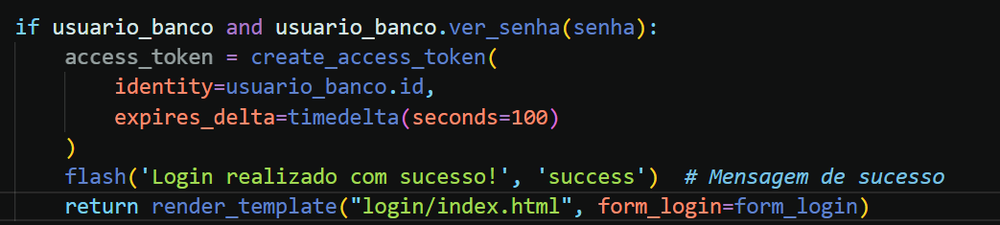 if usuario_banco and usuario_banco.ver_senha(senha):
    access_token = create_access_token(
        identity=usuario_banco.id,
        expires_delta=timedelta(seconds=100)
    )
    flash('Login realizado com sucesso!', 'success')  # Mensagem de sucesso
    return render_template("login/index.html", form_login=form_login)